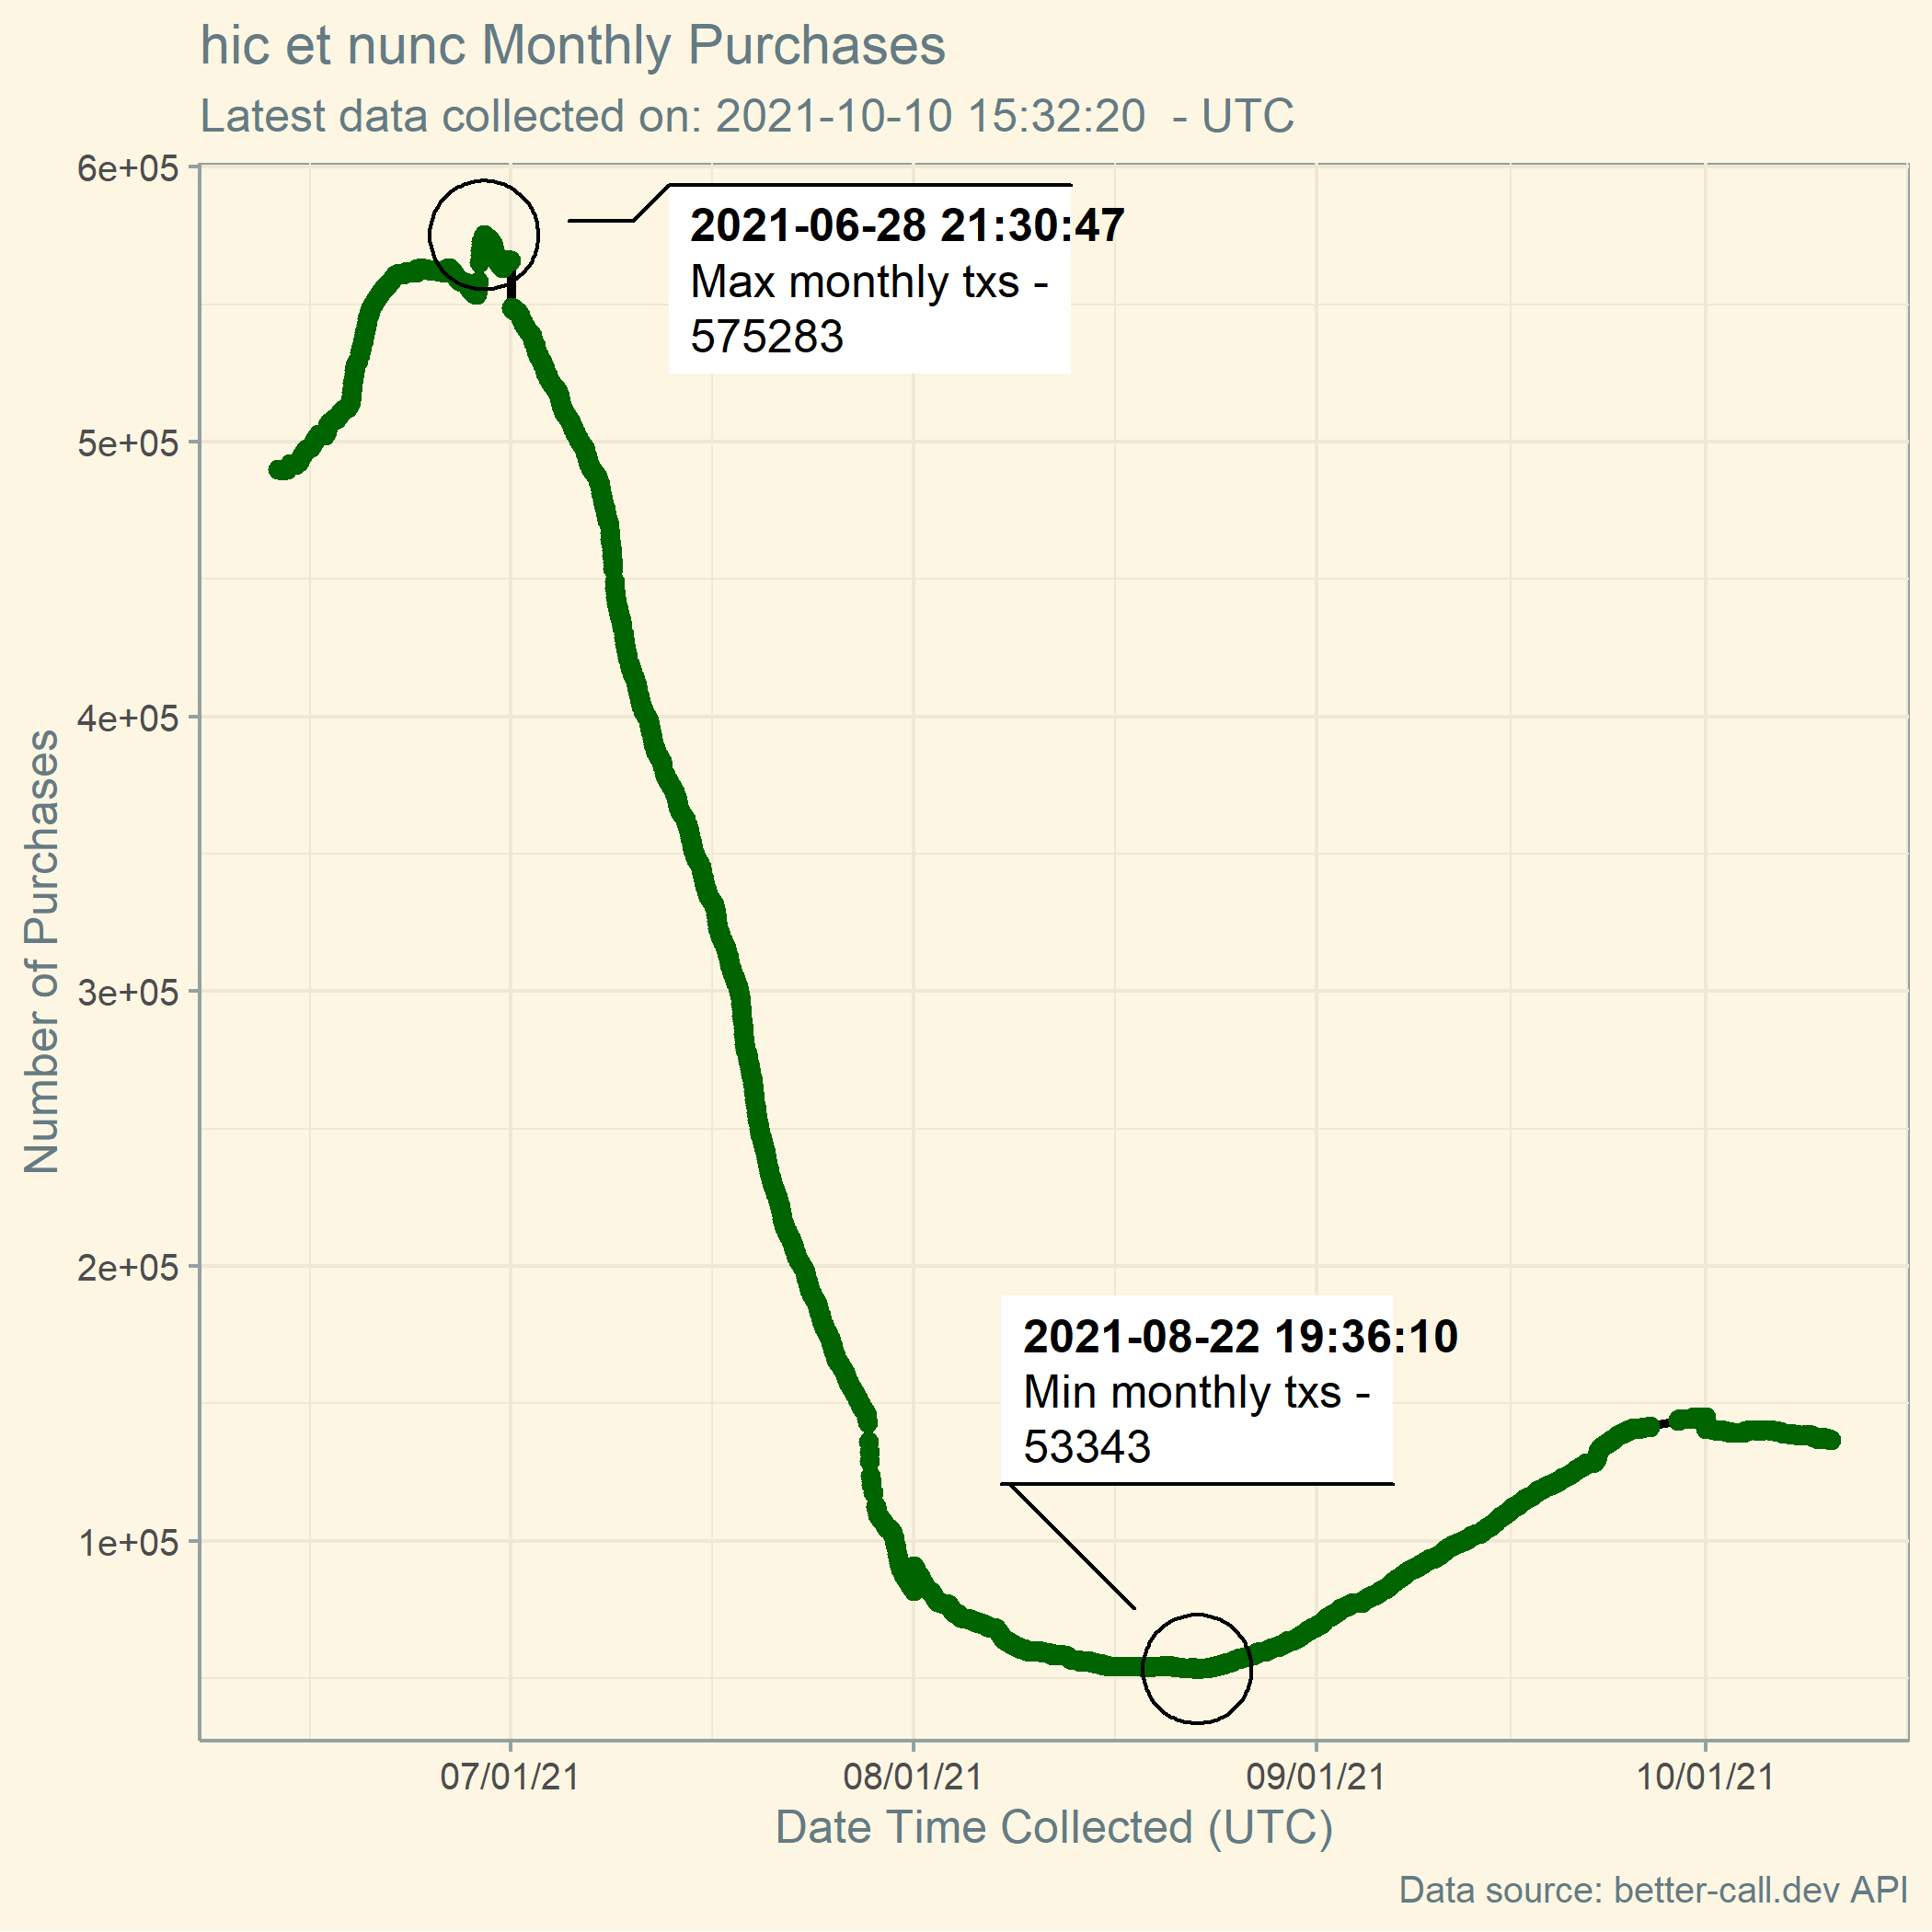 hic et nunc Monthly Purchases
Latest data collected on: 2021-10-10 15:32:20  - UTC
6e+05
5e+05
4e+05
3e+05
2e+05
1e+05
Number of Purchases
2021-06-28 21:30:47
Max monthly txs -
575283
2021-08-22 19:36:10
Min monthly txs -
53343
07/01/21
08/01/21
09/01/21
10/01/21
Date Time Collected (UTC)
Data source: better-call.dev API